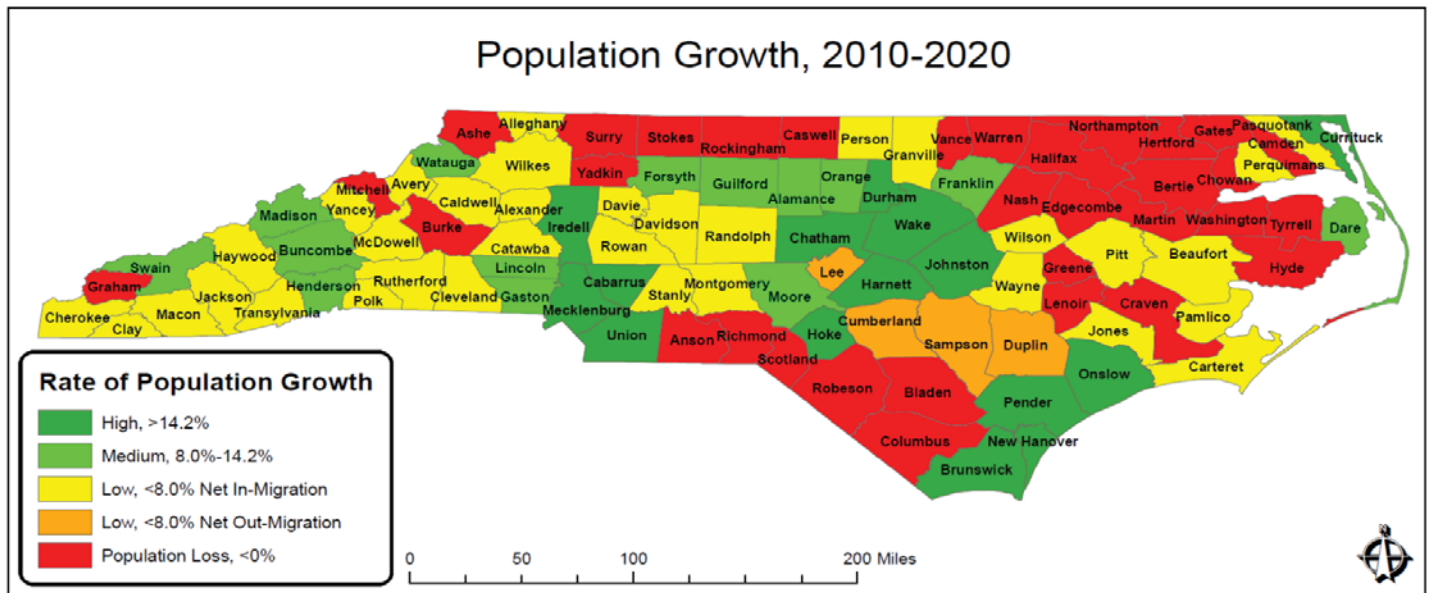 Population Growth, 2010-2020
Ashe
Alleghany
Surry
Stokes
Rockingham
Caswell
Person
Granville
Vance
Warren
Northampton
Halifax
Hertford
Gates
Pasquotank
Camden
Currituck
Perquimans
Chowan
Bertie
Watauga
Wilkes
Yadkin
Forsyth
Guilford
Alamance
Orange
Durham
Franklin
Nash
Edgecombe
Martin
Washington
Tyrrell
Dare
Mitchell
Avery
Yancey
Caldwell
Alexander
Iredell
Davie
Davidson
Randolph
Chatham
Wake
Wilson
Pitt
Beaufort
Hyde
Madison
Buncombe
McDowell
Burke
Catawba
Rowan
Lee
Johnston
Greene
Wayne
Swain
Haywood
Graham
Henderson
Rutherford
Lincoln
Cabarrus
Montgomery
Stanly
Moore
Harnett
Lenoir
Craven
Pamlico
Cherokee
Clay
Macon
Jackson
Transylvania
Polk
Cleveland
Gaston
Mecklenburg
Union
Anson
Richmond
Scotland
Hoke
Cumberland
Sampson
Duplin
Jones
Carteret
Onslow
Robeson
Bladen
Pender
Columbus
New Hanover
Brunswick
Rate of Population Growth
High, >14.2%
Medium, 8.0%-14.2%
Low, <8.0% Net In-Migration
Low, <8.0% Net Out-Migration
Population Loss, <0%
0 50 100 200 Miles